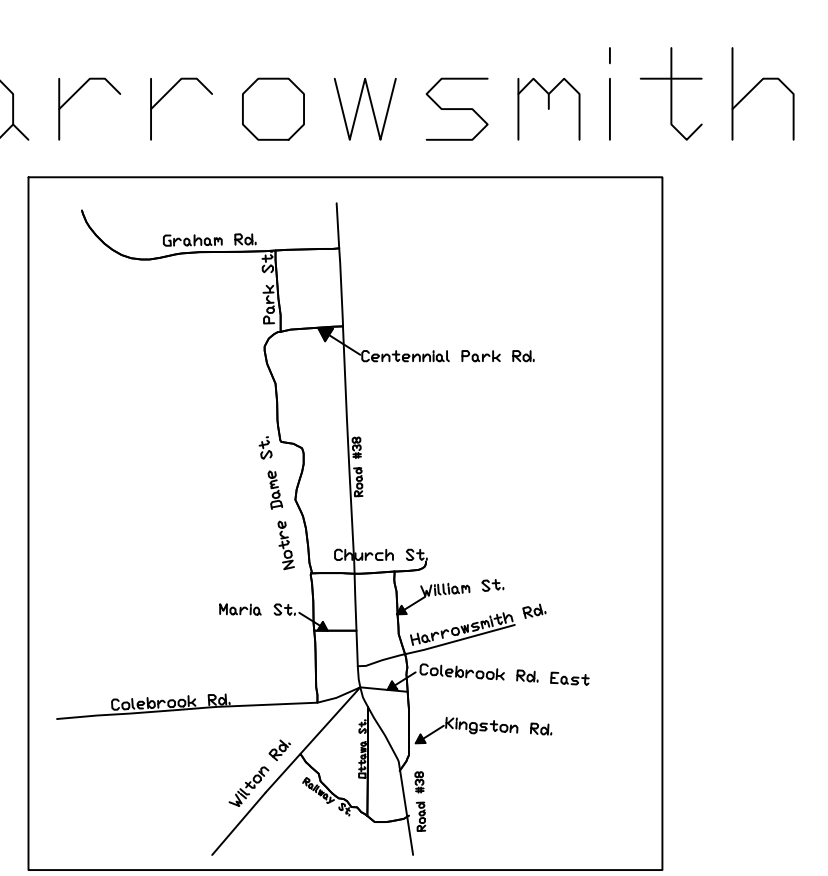 arrowsmith
Graham Rd.
Park St.
Centennial Park Rd.
Road #38
Notre Dame St.
Church St.
William St.
Maria St.
Harrowsmith Rd.
Colebrook Rd. East
Colebrook Rd.
Kingston Rd.
Ottawa St.
Wilton Rd.
Railway St.
Road #38